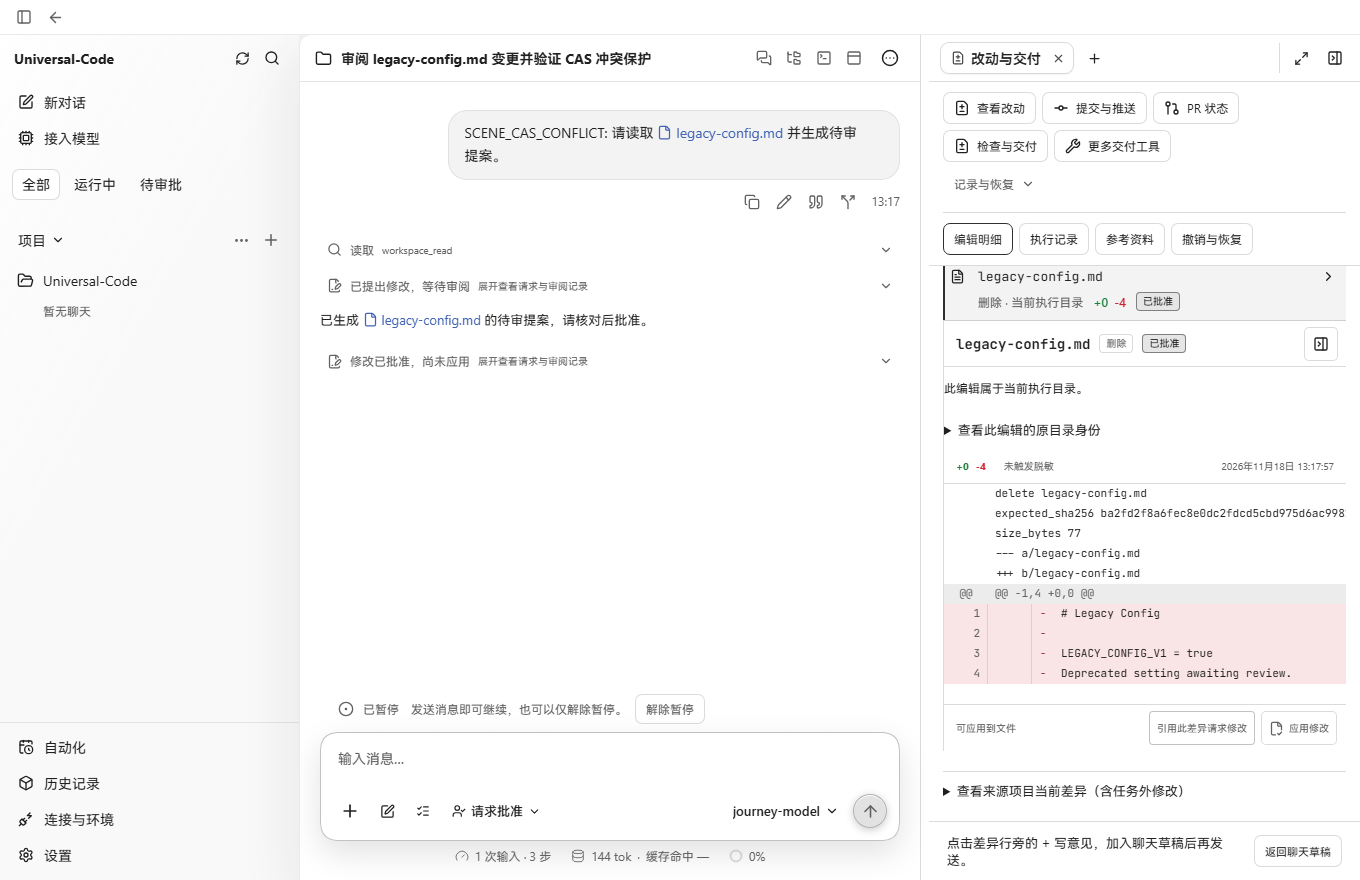 Universal-Code
新对话
接入模型
全部
运行中
待审批
项目
Universal-Code
暂无聊天
自动化
历史记录
连接与环境
设置
审阅 legacy-config.md 变更并验证 CAS 冲突保护
SCENE_CAS_CONFLICT: 请读取 legacy-config.md 并生成待审
提案。
13:17
读取 workspace_read
已提出修改，等待审阅 展开查看请求与审阅记录
已生成 legacy-config.md 的待审提案，请核对后批准。
修改已批准，尚未应用 展开查看请求与审阅记录
已暂停 发送消息即可继续，也可以仅解除暂停。 解除暂停
输入消息...
请求批准
journey-model
1 次输入 · 3 步 144 tok · 缓存命中 — 0%
改动与交付
查看改动
提交与推送
PR 状态
检查与交付
更多交付工具
记录与恢复
编辑明细
执行记录
参考资料
撤销与恢复
legacy-config.md
删除 · 当前执行目录 +0 -4 已批准
legacy-config.md 删除 已批准
此编辑属于当前执行目录。
查看此编辑的原目录身份
+0 -4 未触发脱敏 2026年11月18日 13:17:57
delete legacy-config.md
expected_sha256 ba2fd2f8a6fec8e0dc2fdcd5cbd975d6ac998
size_bytes 77
--- a/legacy-config.md
+++ b/legacy-config.md
@@ @@ -1,4 +0,0 @@
1 - # Legacy Config
2 -
3 - LEGACY_CONFIG_V1 = true
4 - Deprecated setting awaiting review.
可应用到文件 引用此差异请求修改 应用修改
查看来源项目当前差异（含任务外修改）
点击差异行旁的 + 写意见，加入聊天草稿后再发
送。
返回聊天草稿